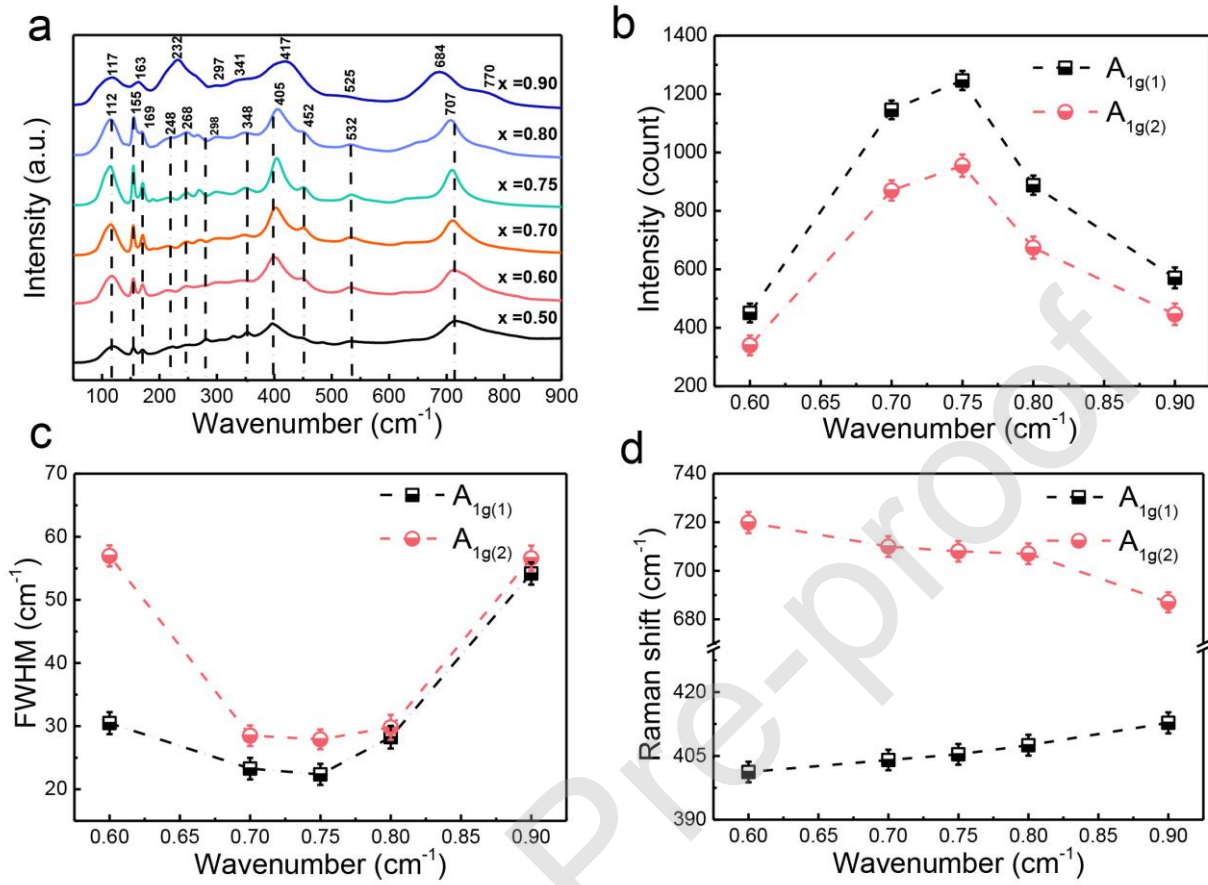 a
Intensity (a.u.)
117 163 232 297 341 417 525 684 770
x =0.90
112 155 169 248 268 298 348 405 452 532 707
x =0.80
x =0.75
x =0.70
x =0.60
x =0.50
100 200 300 400 500 600 700 800 900
Wavenumber (cm⁻¹)
b
Intensity (count)
1400
1200
1000
800
600
400
200
A1g(1)
A1g(2)
0.60 0.65 0.70 0.75 0.80 0.85 0.90
Wavenumber (cm⁻¹)
c
FWHM (cm⁻¹)
70
60
50
40
30
20
A1g(1)
A1g(2)
0.60 0.65 0.70 0.75 0.80 0.85 0.90
Wavenumber (cm⁻¹)
d
Raman shift (cm⁻¹)
740
720
700
680
420
405
390
A1g(1)
A1g(2)
0.60 0.65 0.70 0.75 0.80 0.85 0.90
Wavenumber (cm⁻¹)
Pre-proof